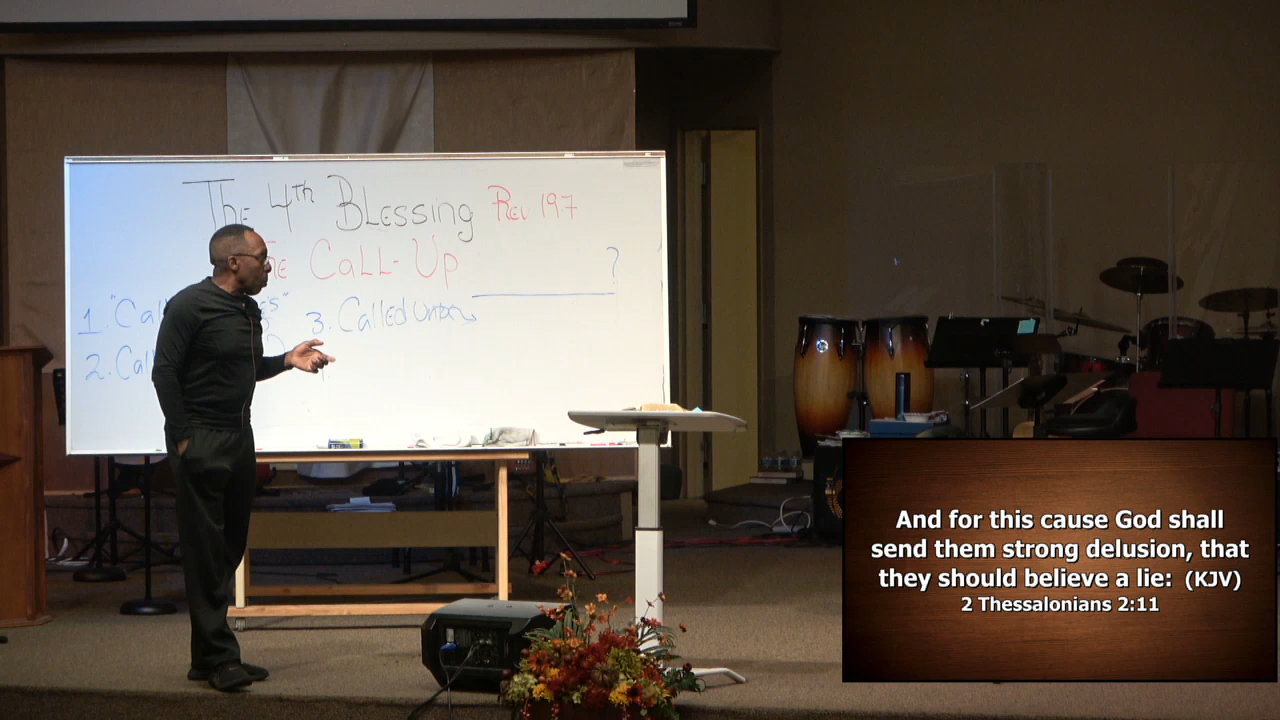 The 4th Blessing Rev 19:7
The Call-Up
?
1. "Call
3. Called unto
2. Call
And for this cause God shall
send them strong delusion, that
they should believe a lie: (KJV)
2 Thessalonians 2:11